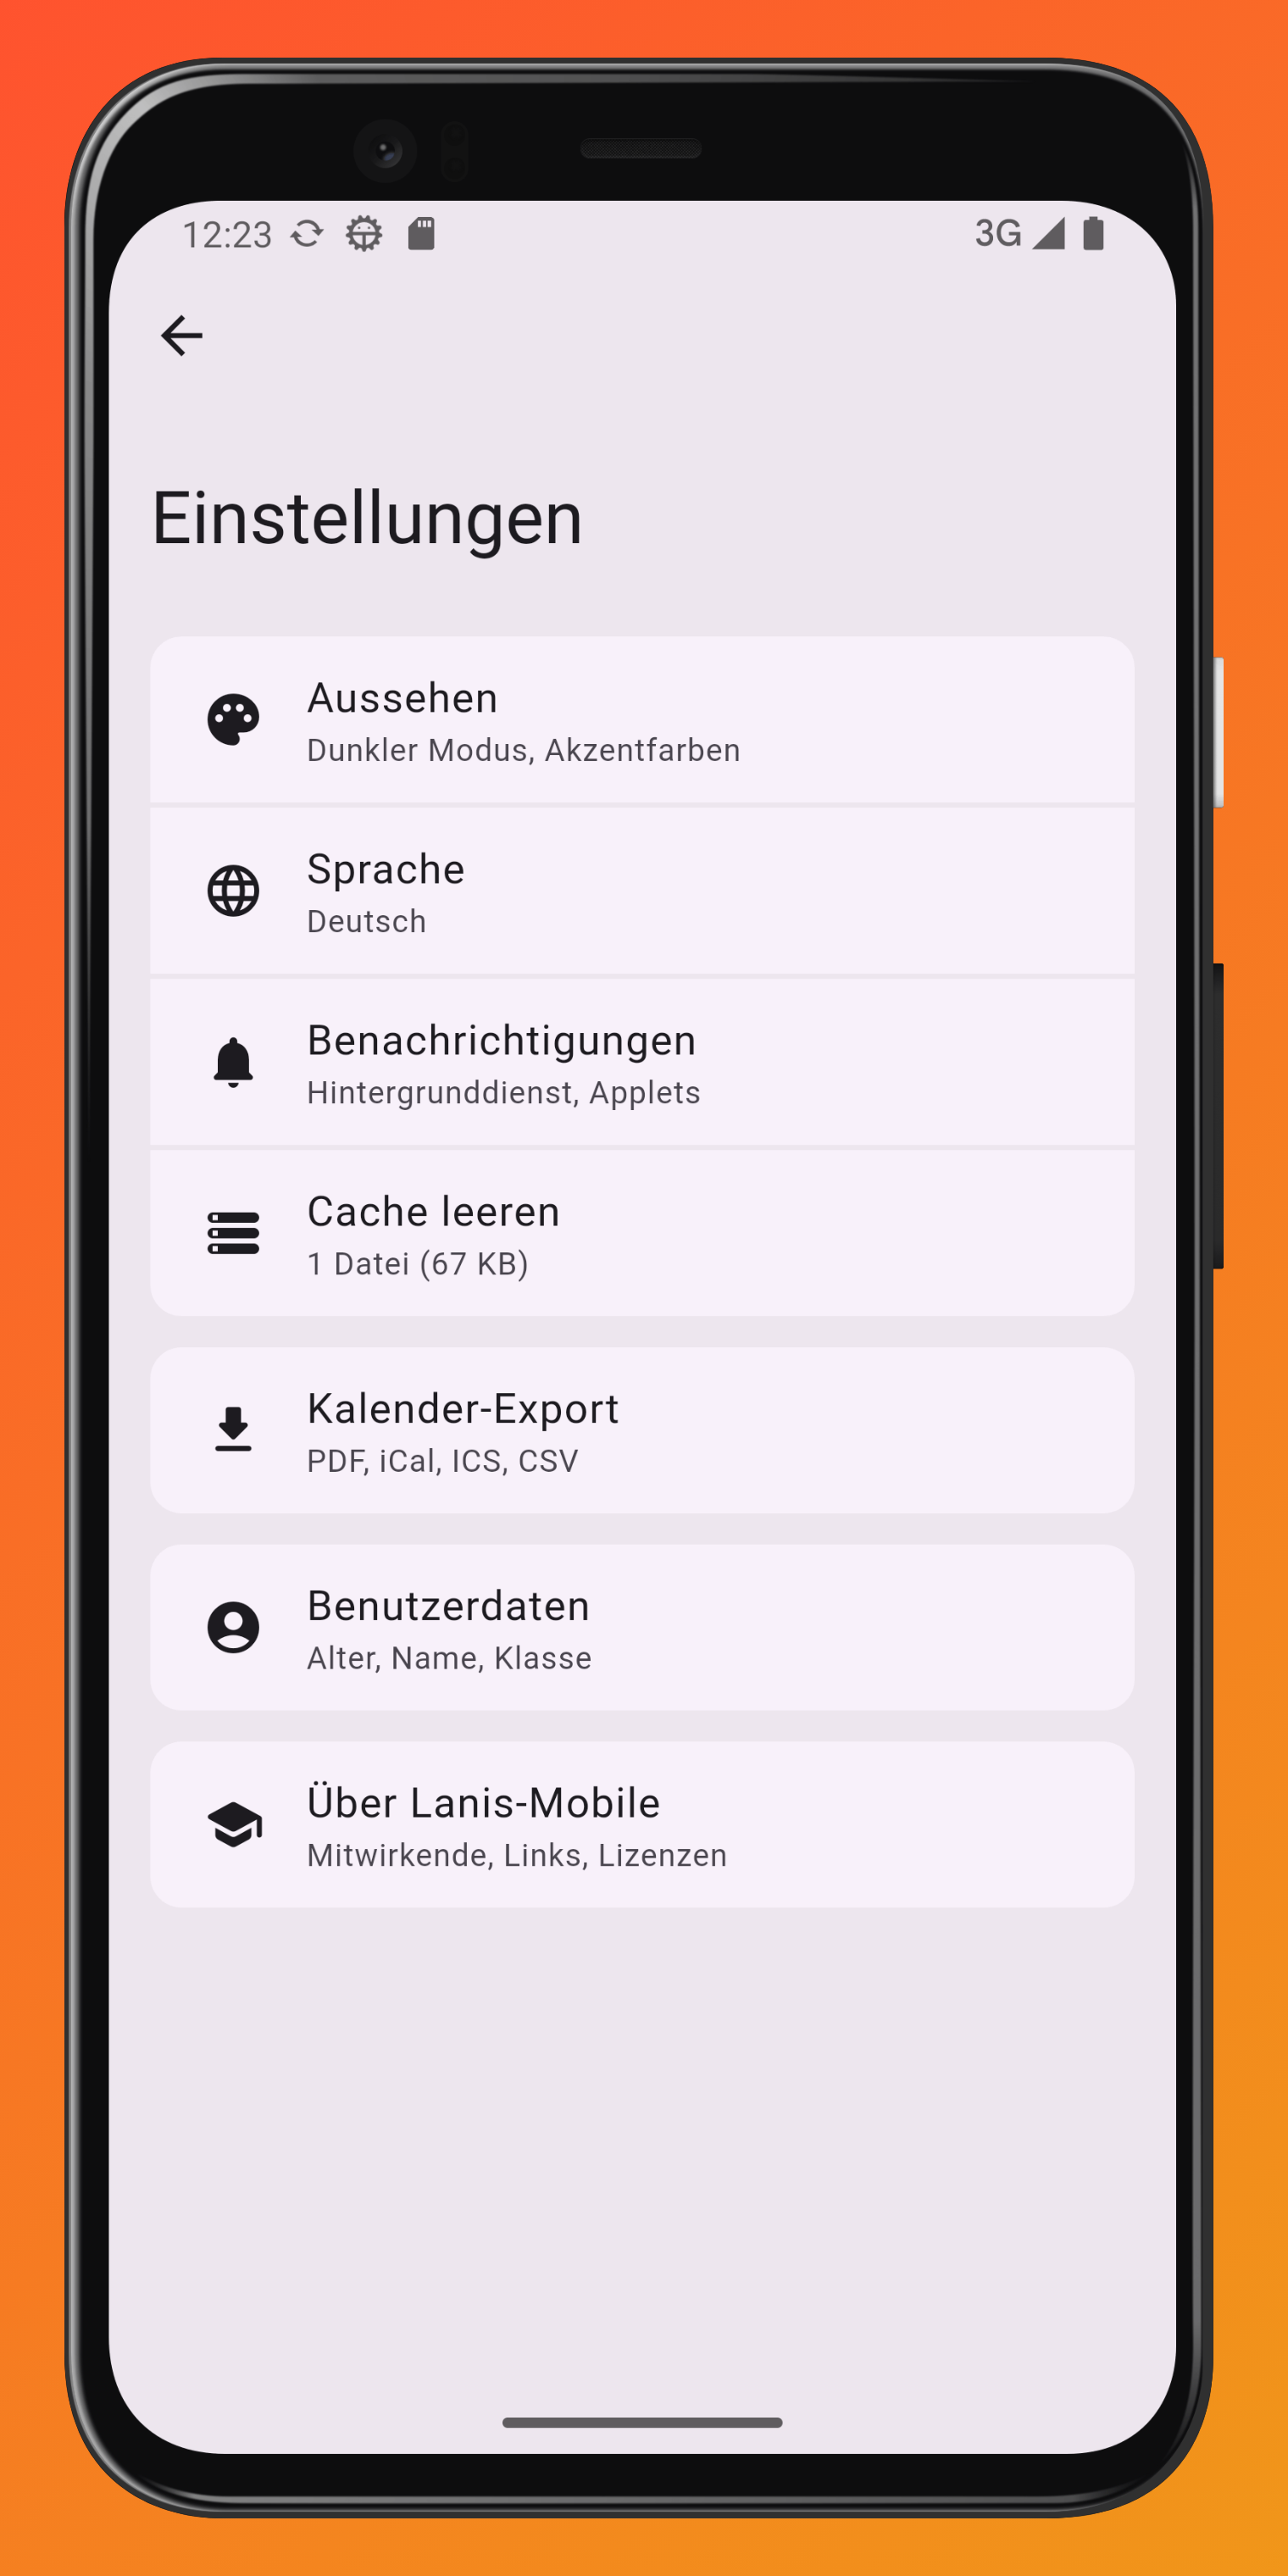 12:23
3G
Einstellungen
Aussehen
Dunkler Modus, Akzentfarben
Sprache
Deutsch
Benachrichtigungen
Hintergrunddienst, Applets
Cache leeren
1 Datei (67 KB)
Kalender-Export
PDF, iCal, ICS, CSV
Benutzerdaten
Alter, Name, Klasse
Über Lanis-Mobile
Mitwirkende, Links, Lizenzen